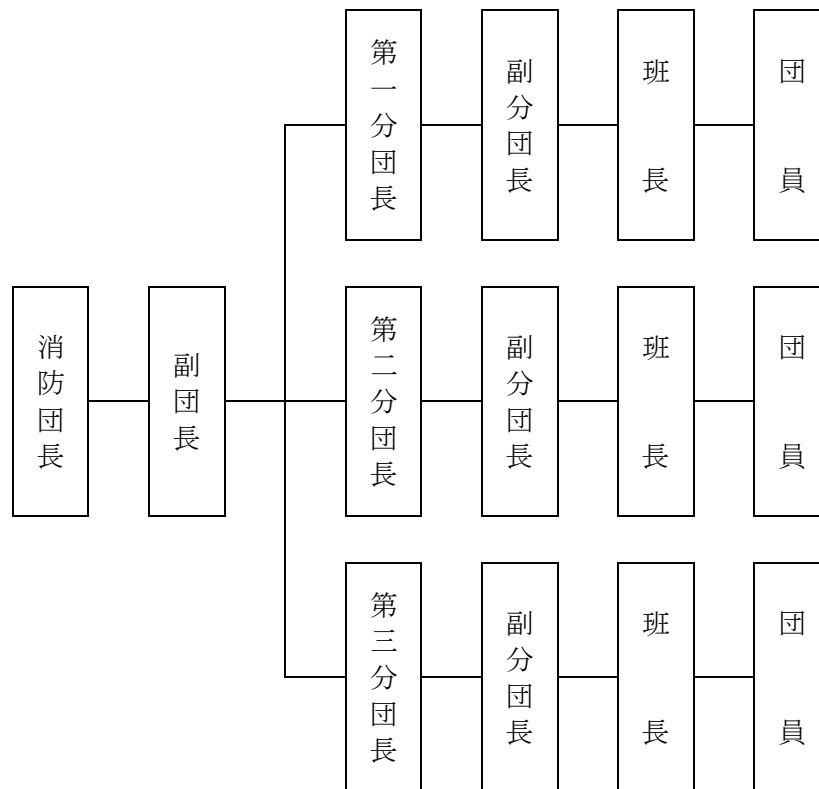 消防団長
副団長
第一分団長
副分団長
班長
団員
第二分団長
副分団長
班長
団員
第三分団長
副分団長
班長
団員